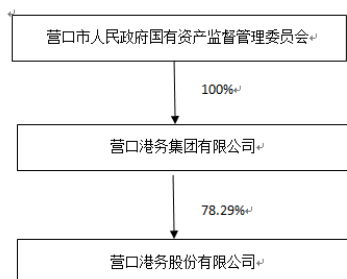 营口市人民政府国有资产监督管理委员会
100%
营口港务集团有限公司
78.29%
营口港务股份有限公司